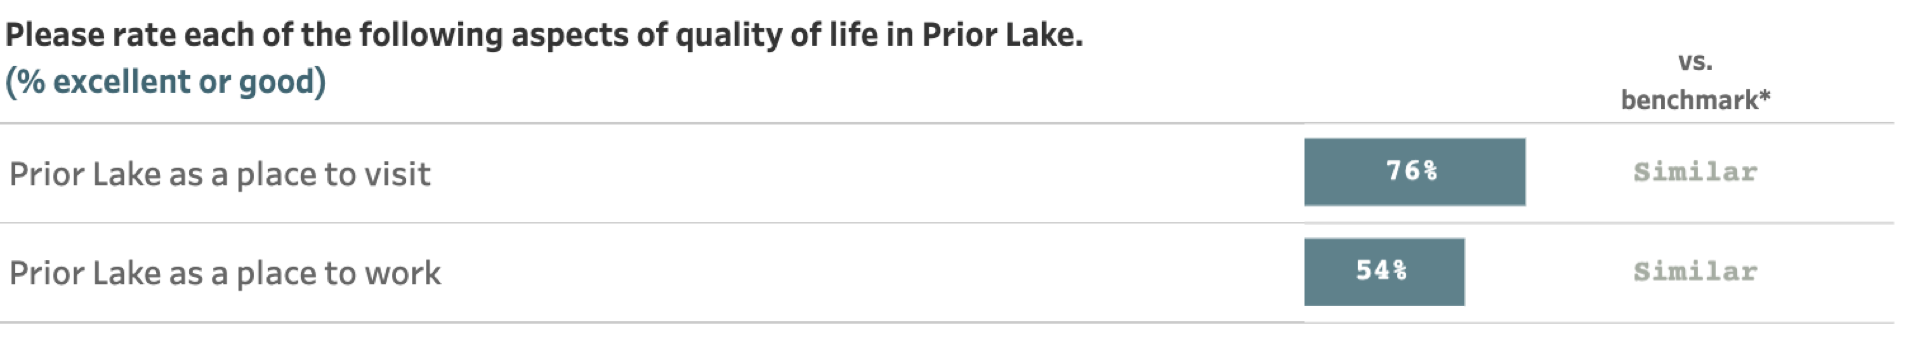 Please rate each of the following aspects of quality of life in Prior Lake.
(% excellent or good)
vs.
benchmark*
Prior Lake as a place to visit 76% Similar
Prior Lake as a place to work 54% Similar